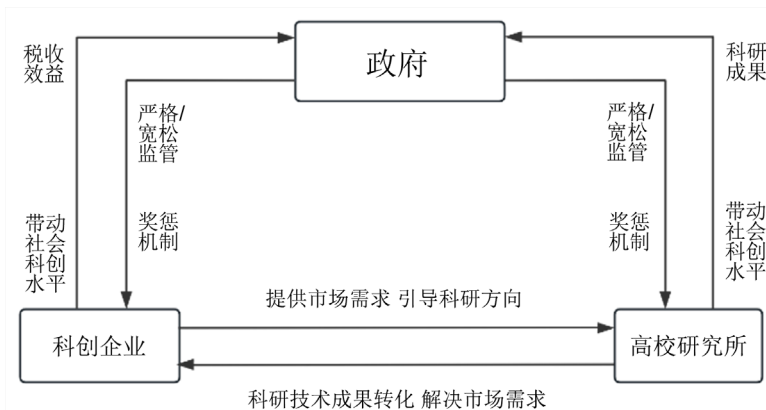 政府
税收
效益
严格/
宽松
监管
严格/
宽松
监管
科研
成果
带动
社会
科创
水平
奖惩
机制
奖惩
机制
带动
社会
科创
水平
提供市场需求 引导科研方向
科创企业
高校研究所
科研技术成果转化 解决市场需求